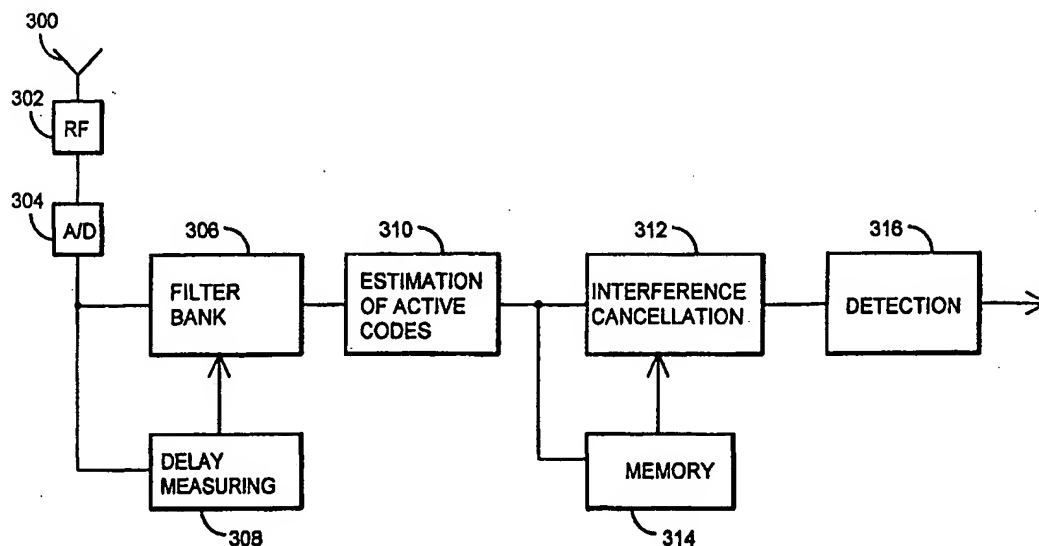 300
302
RF
304
A/D
306
FILTER
BANK
310
ESTIMATION
OF ACTIVE
CODES
312
INTERFERENCE
CANCELLATION
316
DETECTION
DELAY
MEASURING
308
MEMORY
314